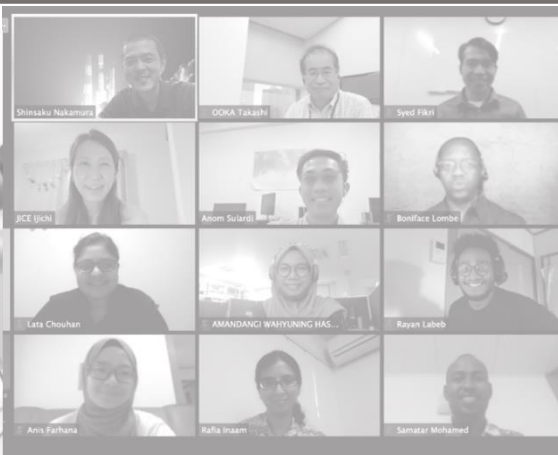 Shinsaku Nakamura
OOKA Takashi
Syed Fikri
JICE Ijichi
Anom Sulardi
Boniface Lombe
Lata Chouhan
AMANDANGI WAHYUNING HAS...
Rayan Labeb
Anis Farhana
Rafia Inaam
Samatar Mohamed